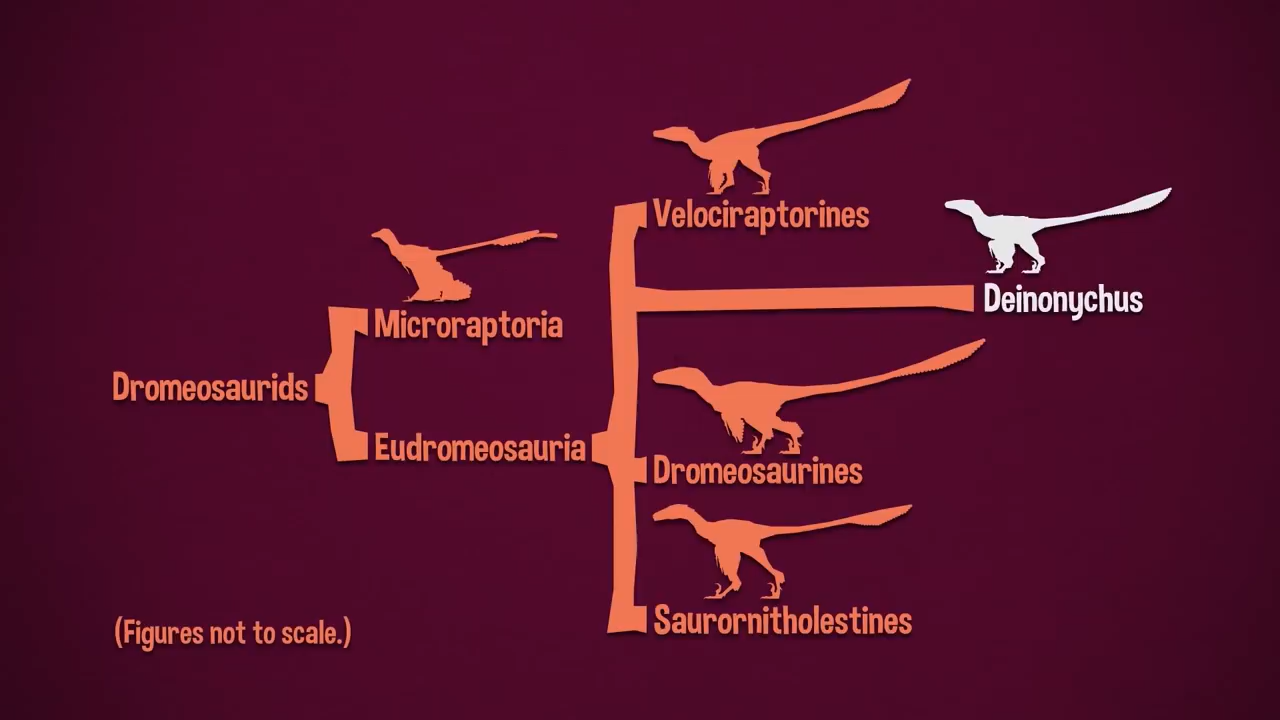 Velociraptorines
Deinonychus
Microraptoria
Dromeosaurids
Eudromeosauria
Dromeosaurines
Saurornitholestines
(Figures not to scale.)